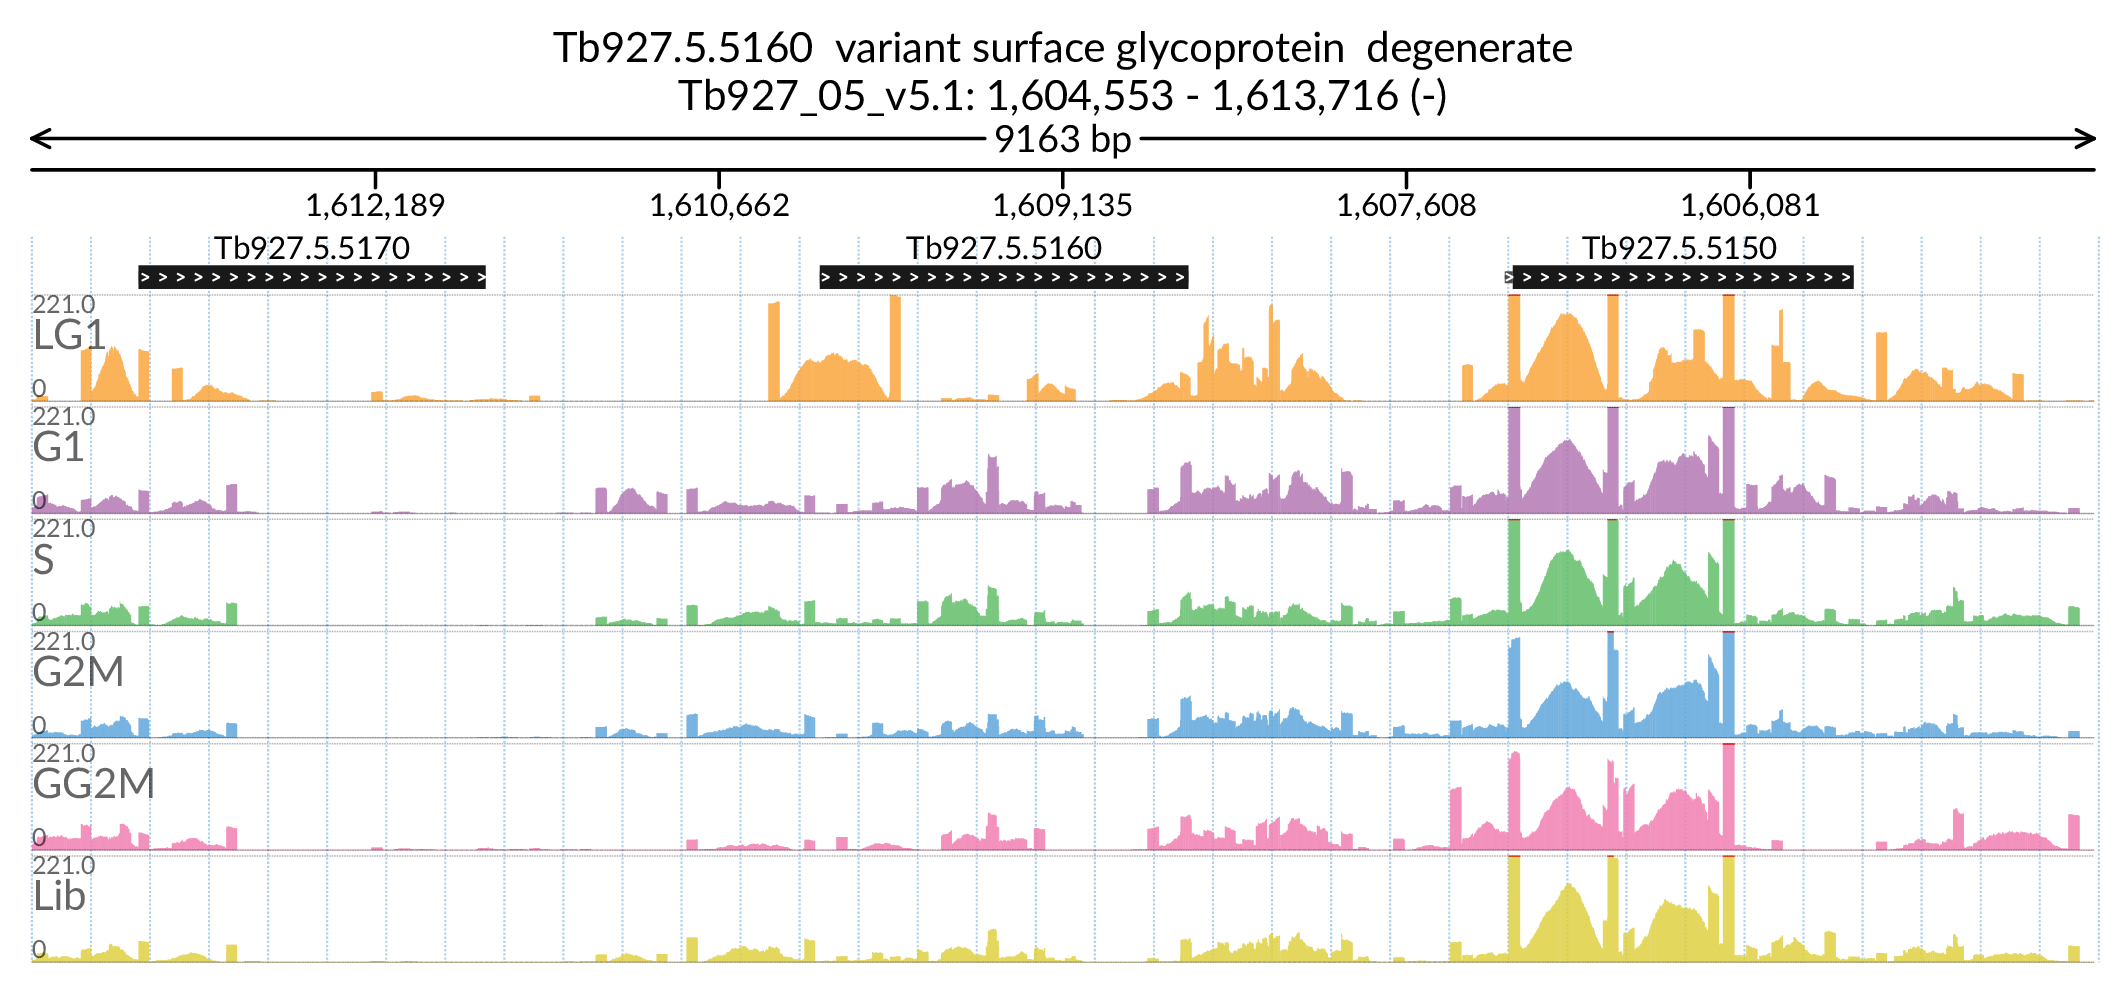 Tb927.5.5160  variant surface glycoprotein  degenerate
Tb927_05_v5.1: 1,604,553 - 1,613,716 (-)
9163 bp
1,612,189 1,610,662 1,609,135 1,607,608 1,606,081
Tb927.5.5170 Tb927.5.5160 Tb927.5.5150
221.0
LG1
0
221.0
G1
0
221.0
S
0
221.0
G2M
0
221.0
GG2M
0
221.0
Lib
0